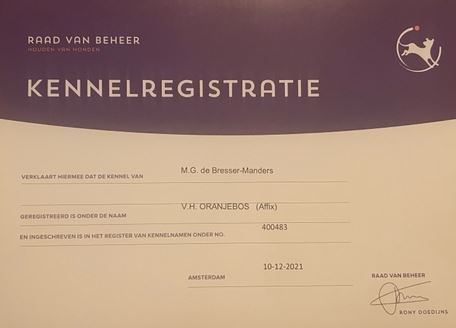 RAAD VAN BEHEER
HOUDEN VAN HONDEN
KENNELREGISTRATIE
VERKLAART HIERMEE DAT DE KENNEL VAN M.G. de Bresser-Manders
GEREGISTREERD IS ONDER DE NAAM V.H. ORANJEBOS (Affix)
EN INGESCHREVEN IS IN HET REGISTER VAN KENNELNAMEN ONDER NO. 400483
AMSTERDAM 10-12-2021
RAAD VAN BEHEER
RONY DOEDIJNS